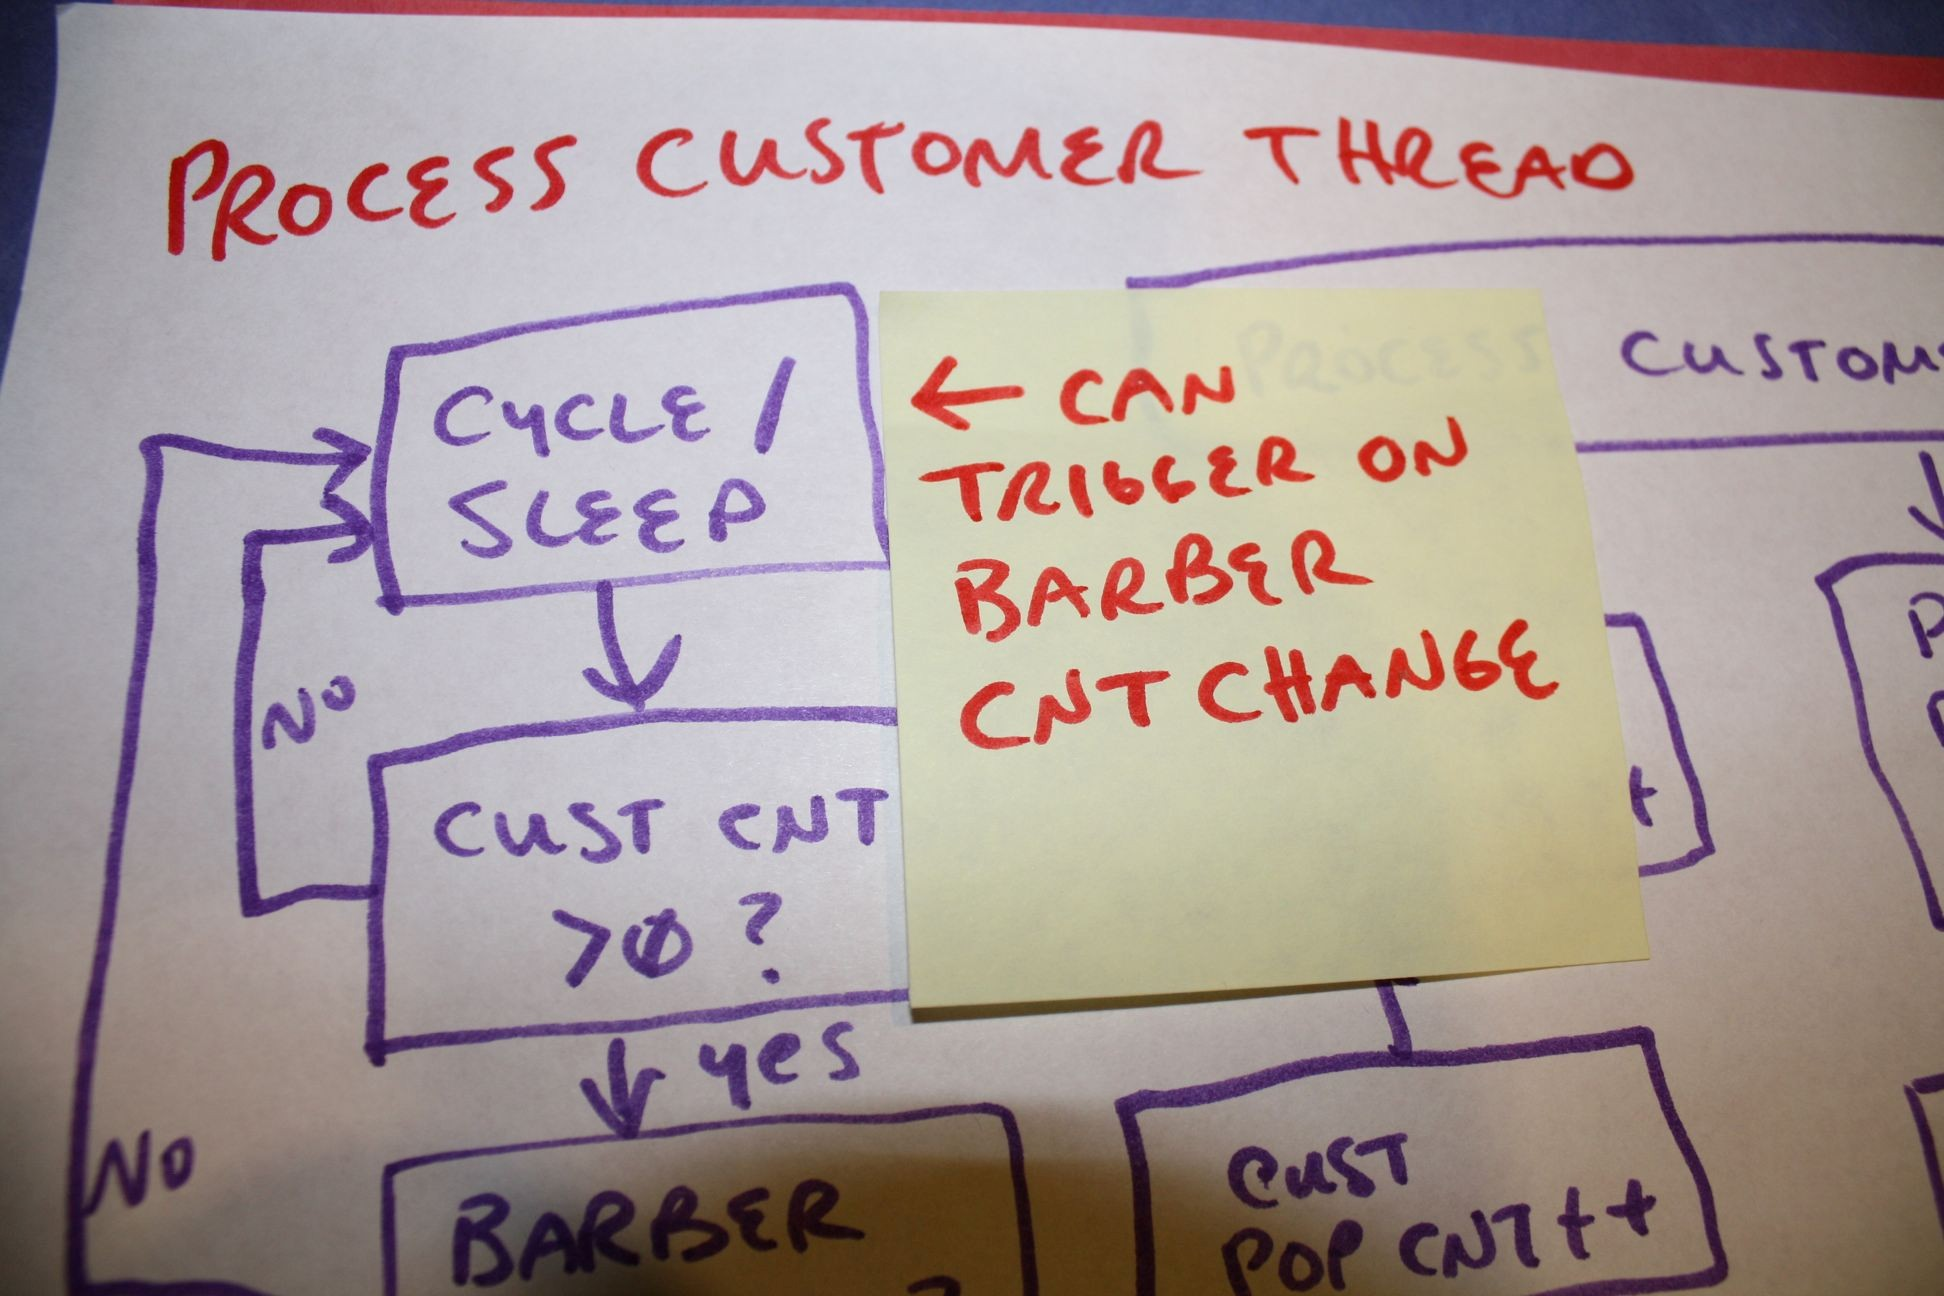 PROCESS CUSTOMER THREAD
CYCLE /
SLEEP
← CAN
TRIGGER ON
BARBER
CNT CHANGE
PROCESS CUSTOM
NO
CUST CNT
>0 ?
yes
NO
BARBER
?
+
CUST
POP CNT++
P